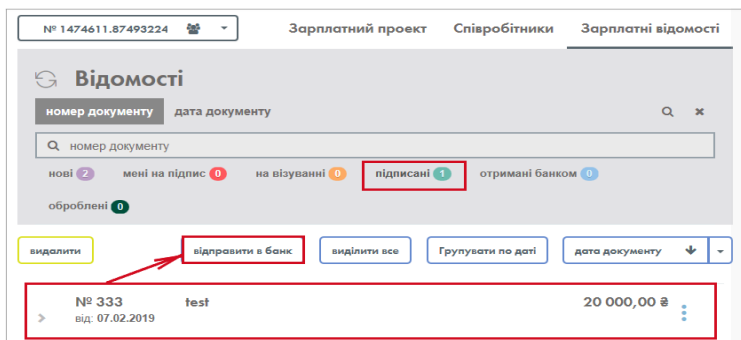 № 1474611.87493224 Зарплатний проект Співробітники Зарплатні відомості
Відомості
номер документу дата документу
номер документу
нові 2 мені на підпис 0 на візуванні 0 підписані 1 отримані банком 0
оброблені 0
видалити відправити в банк виділити все Групувати по даті дата документу
№ 333 test 20 000,00 ₴
від: 07.02.2019